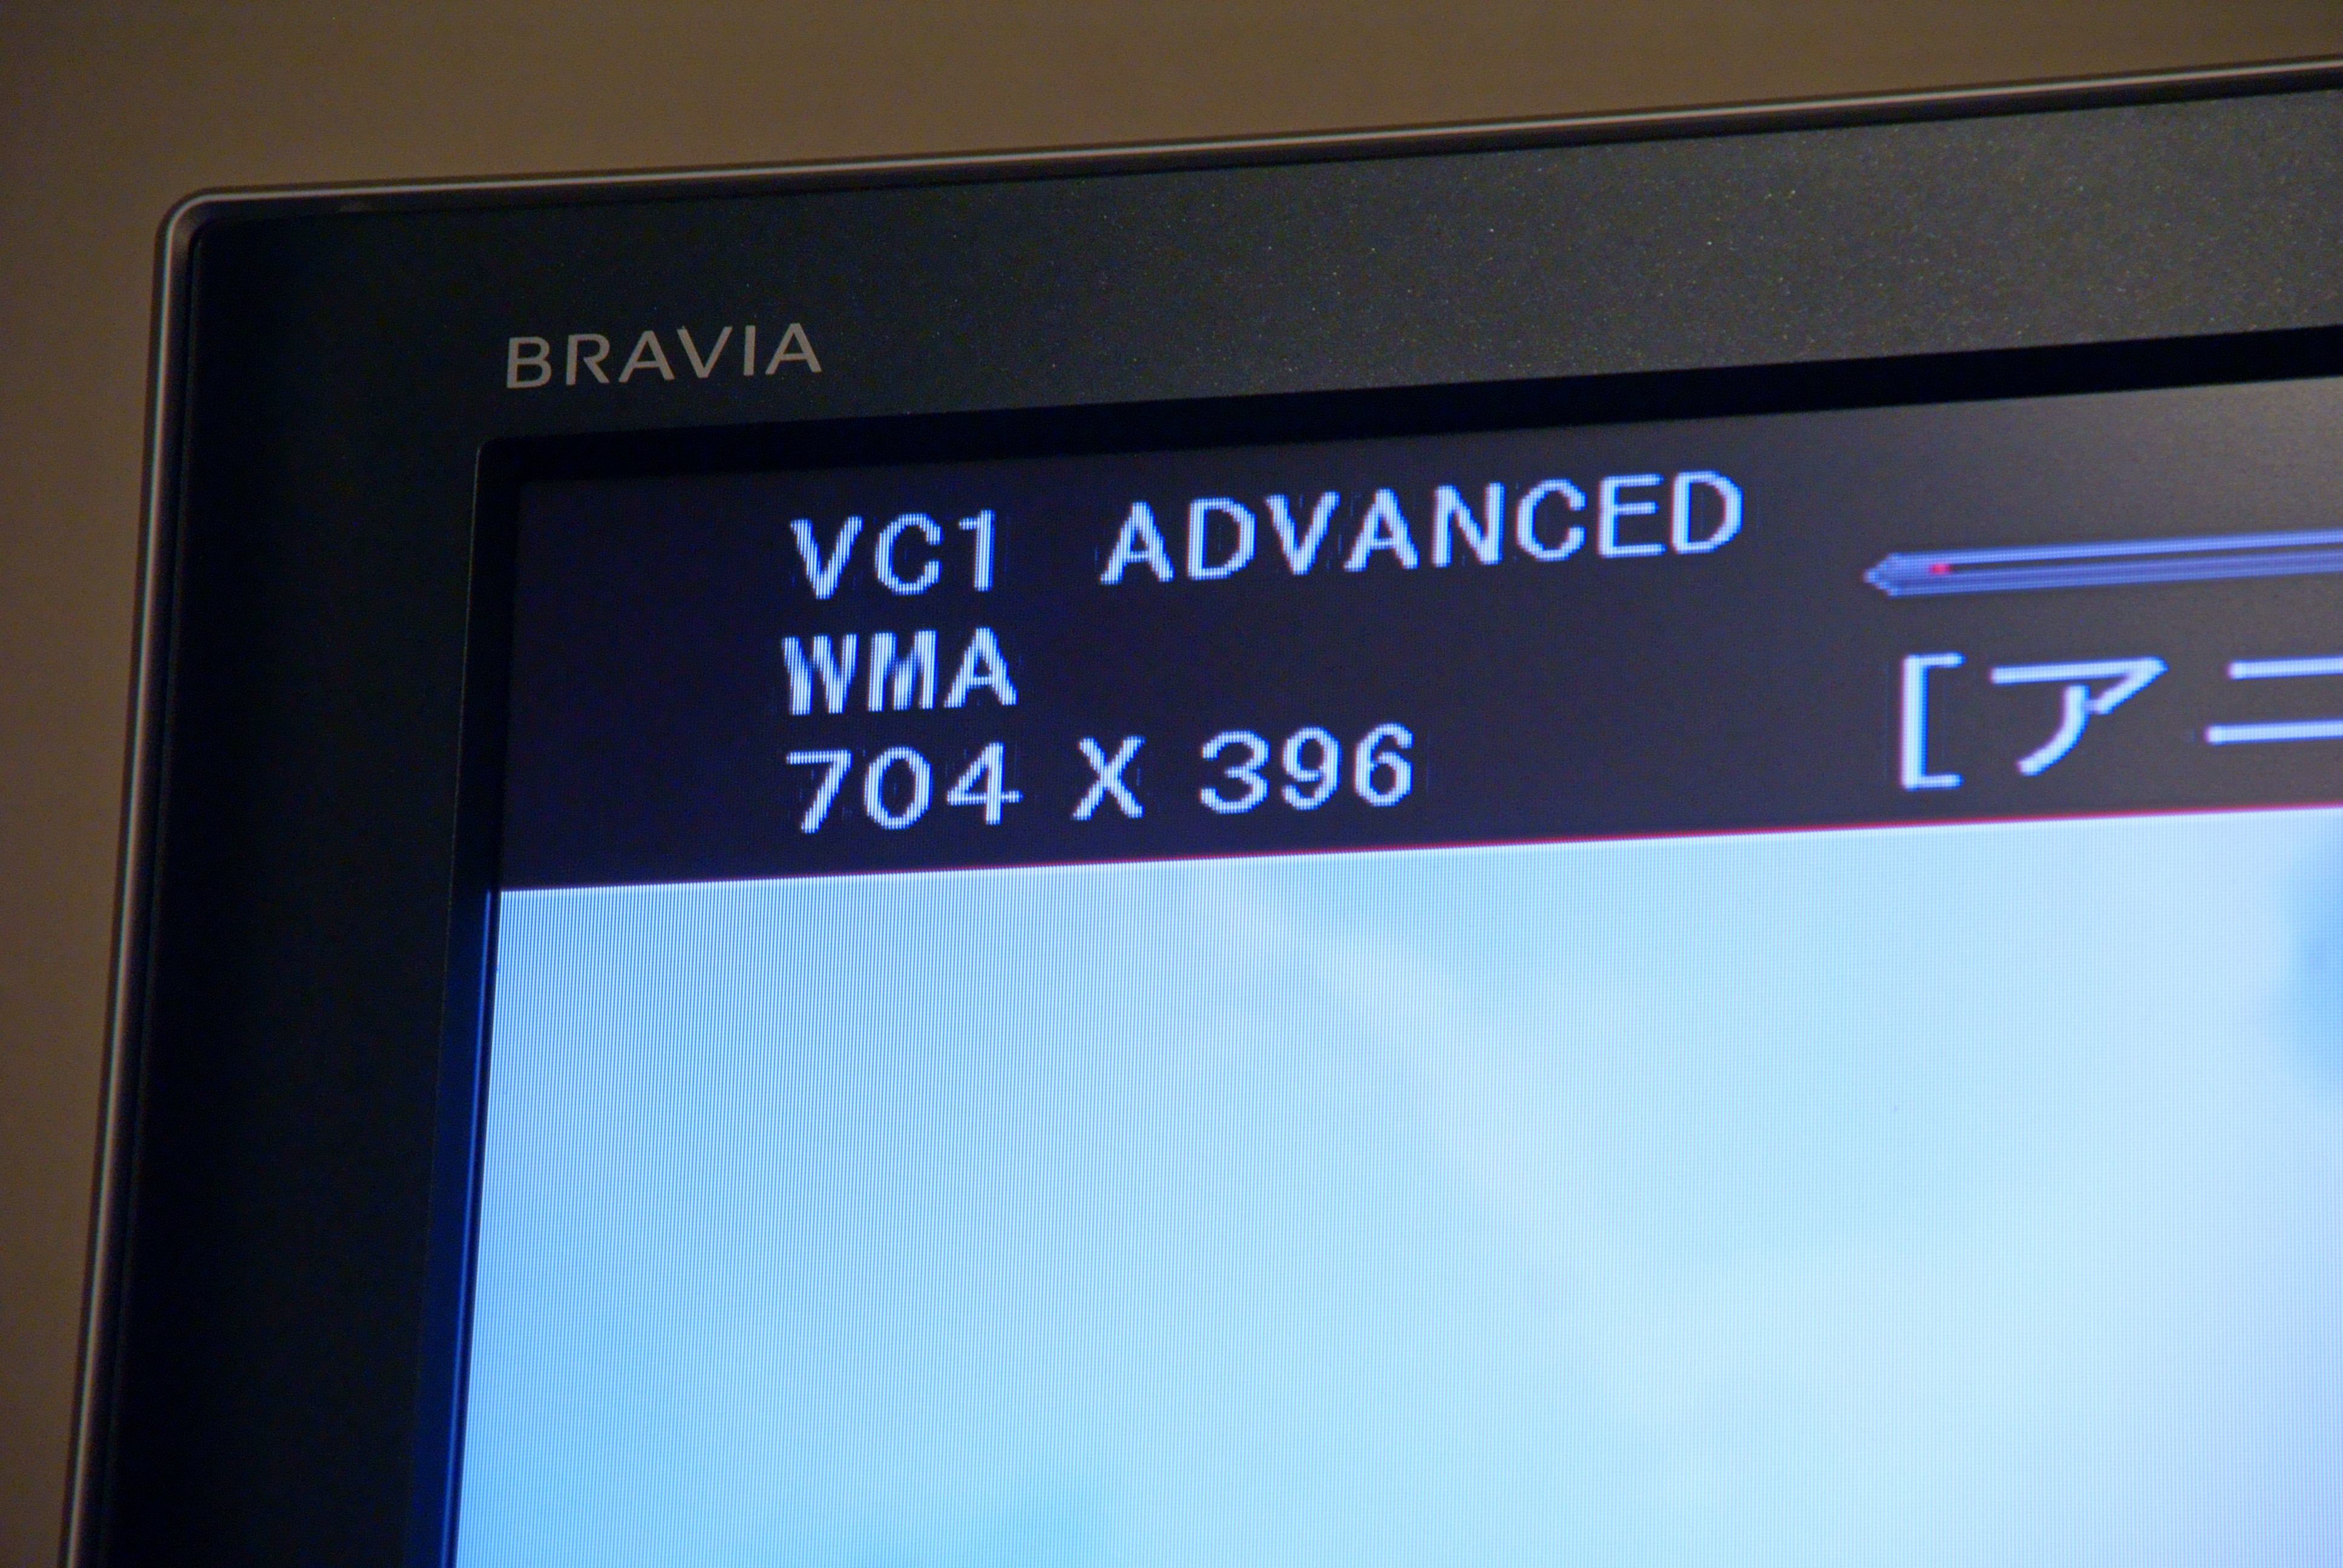 BRAVIA
VC1 ADVANCED
WMA
704 X 396
[アニ